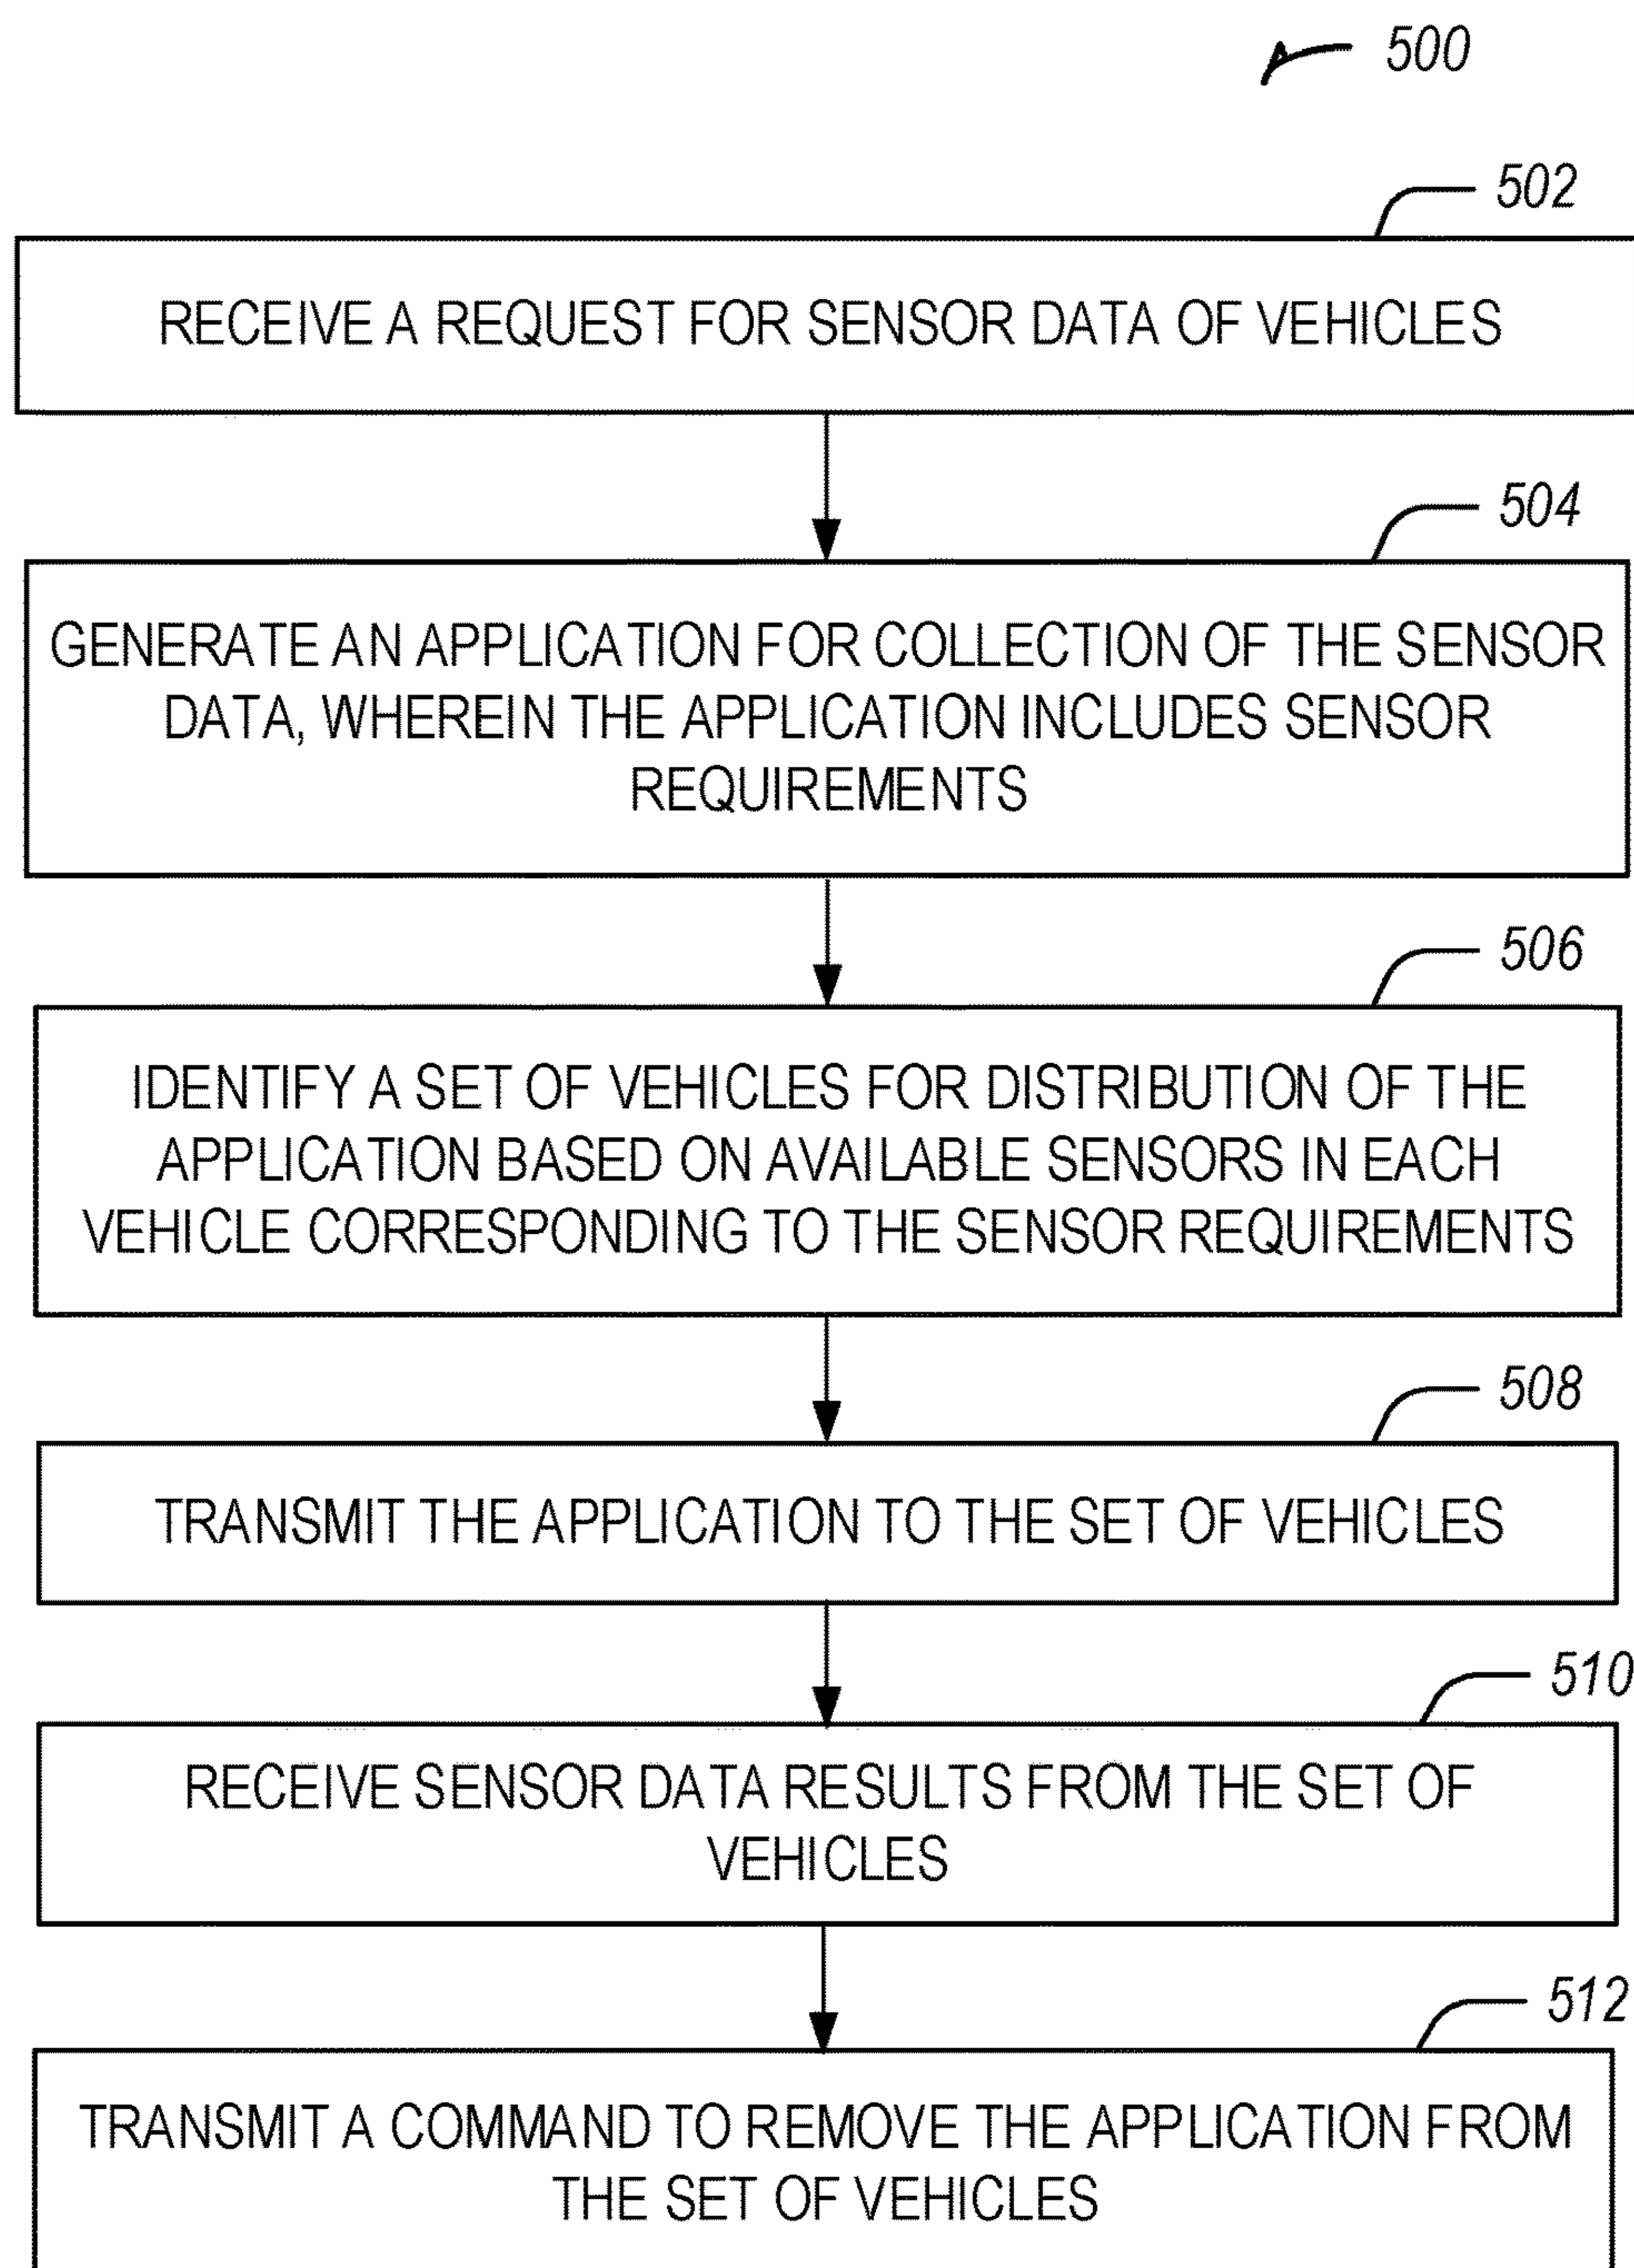 500
502
RECEIVE A REQUEST FOR SENSOR DATA OF VEHICLES
504
GENERATE AN APPLICATION FOR COLLECTION OF THE SENSOR
DATA, WHEREIN THE APPLICATION INCLUDES SENSOR
REQUIREMENTS
506
IDENTIFY A SET OF VEHICLES FOR DISTRIBUTION OF THE
APPLICATION BASED ON AVAILABLE SENSORS IN EACH
VEHICLE CORRESPONDING TO THE SENSOR REQUIREMENTS
508
TRANSMIT THE APPLICATION TO THE SET OF VEHICLES
510
RECEIVE SENSOR DATA RESULTS FROM THE SET OF
VEHICLES
512
TRANSMIT A COMMAND TO REMOVE THE APPLICATION FROM
THE SET OF VEHICLES